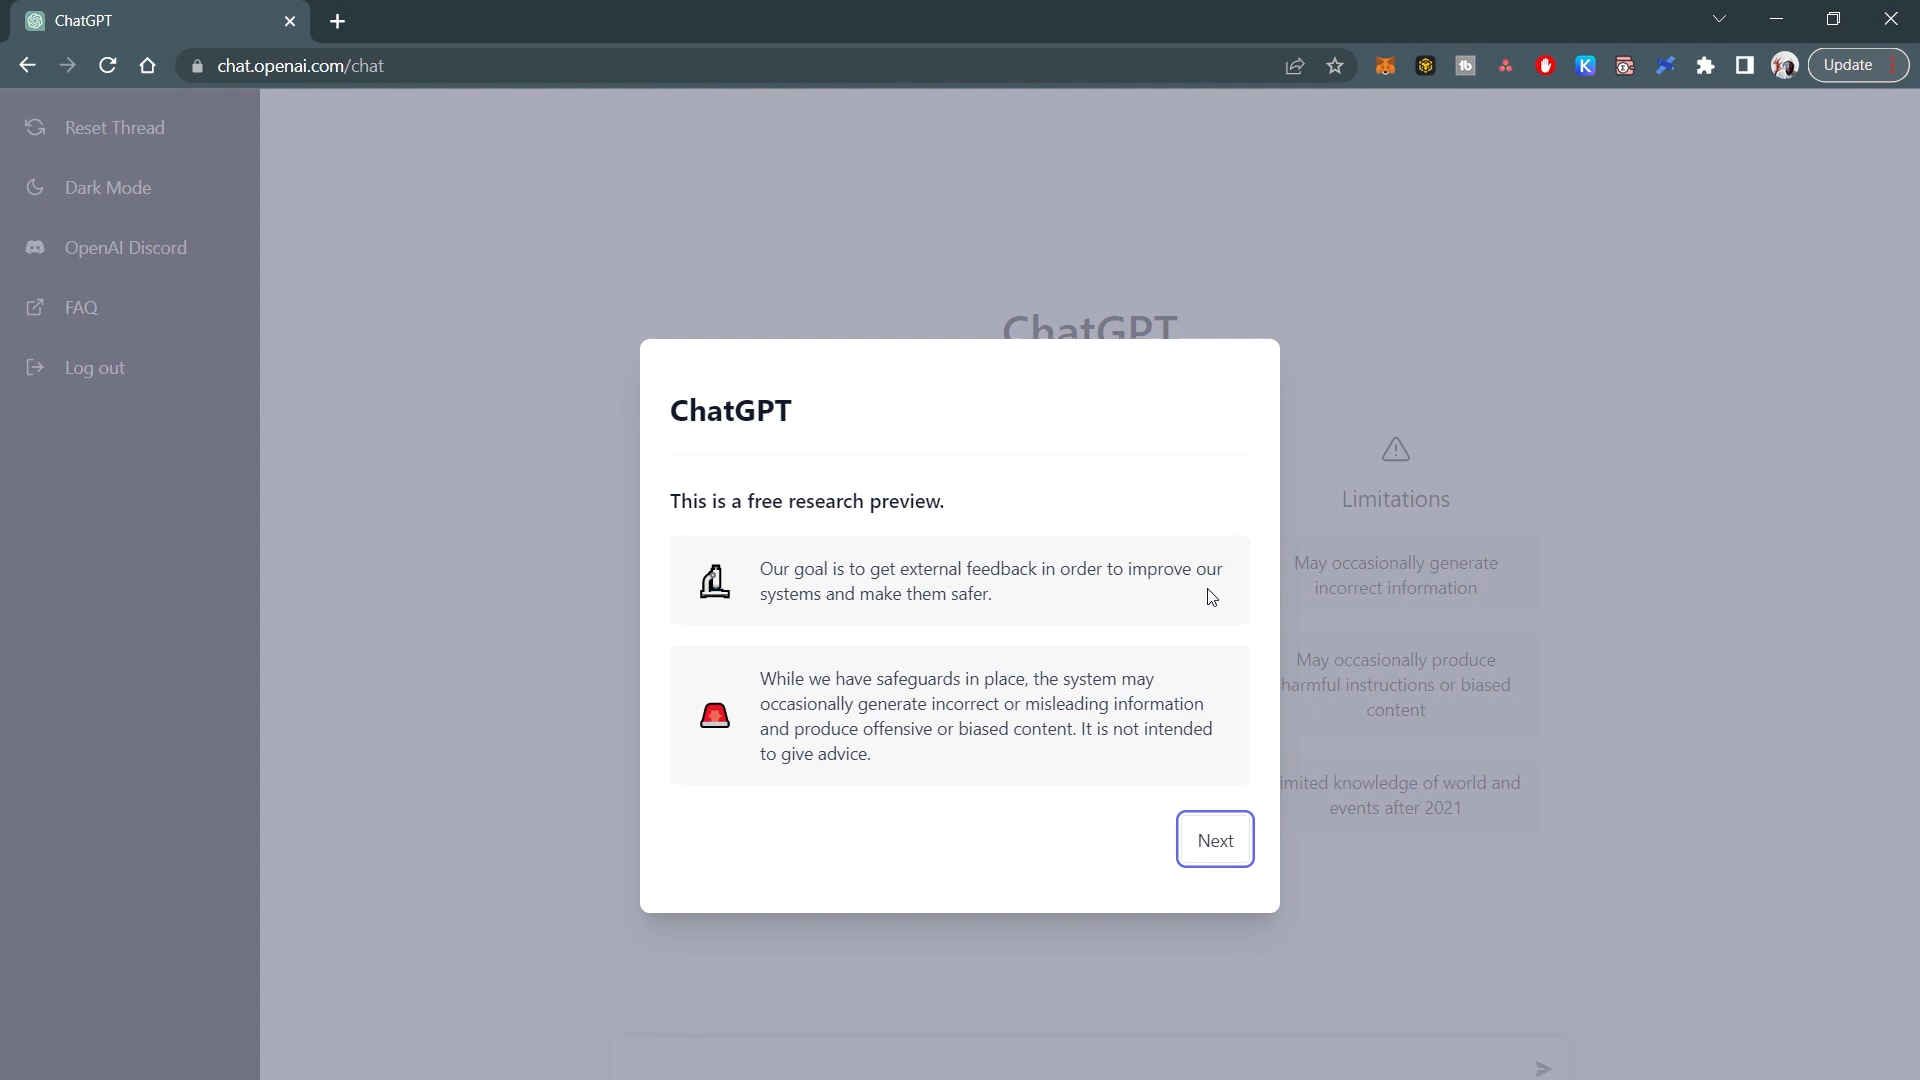 ChatGPT
chat.openai.com/chat
Update
Reset Thread
Dark Mode
OpenAI Discord
FAQ
Log out
ChatGPT
ChatGPT
This is a free research preview.
Our goal is to get external feedback in order to improve our
systems and make them safer.
While we have safeguards in place, the system may
occasionally generate incorrect or misleading information
and produce offensive or biased content. It is not intended
to give advice.
Next
Limitations
May occasionally generate
incorrect information
May occasionally produce
harmful instructions or biased
content
imited knowledge of world and
events after 2021